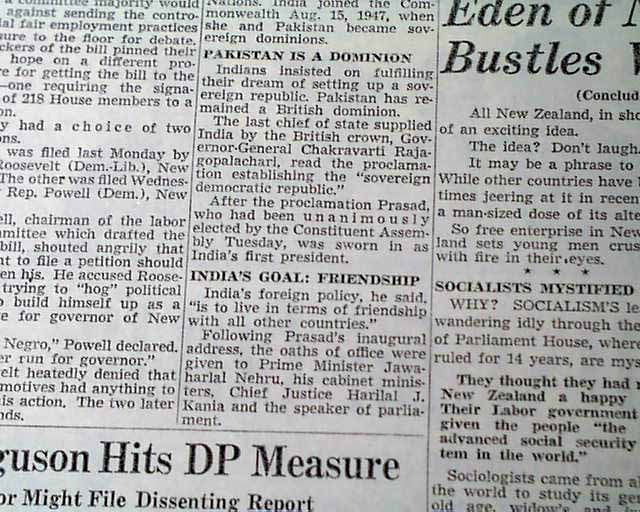 a committee majority would
against sending the contro-
ial fair employment practices
sure to the floor for debate.
ckers of the bill pinned their
hope on a different pro-
re for getting the bill to the
—one requiring the signa-
of 218 House members to a
on.
y had a choice of two
ons.
was filed last Monday by
Roosevelt (Dem.-Lib.), New
The other was filed Wednes-
Rep. Powell (Dem.), New
ell, chairman of the labor
mittee which drafted the
bill, shouted angrily that
nt to file a petition should
en hjs. He accused Roose-
trying to "hog" political
o build himself up as a
te for governor of New
Negro," Powell declared.
er run for governor."
elt heatedly denied that
motives had anything to
his action. The two later
nds.
Nations. India joined the Com-
monwealth Aug. 15, 1947, when
she and Pakistan became sov-
ereign dominions.
PAKISTAN IS A DOMINION
Indians insisted on fulfilling
their dream of setting up a sov-
ereign republic. Pakistan has re-
mained a British dominion.
The last chief of state supplied
India by the British crown, Gov-
ernor-General Chakravarti Raja-
gopalachari, read the proclama-
tion establishing the "sovereign
democratic republic."
After the proclamation Prasad,
who had been unanimously
elected by the Constituent Assem-
bly Tuesday, was sworn in as
India's first president.
INDIA'S GOAL: FRIENDSHIP
India's foreign policy, he said,
"is to live in terms of friendship
with all other countries."
Following Prasad's inaugural
address, the oaths of office were
given to Prime Minister Jawa-
harlal Nehru, his cabinet minis-
ters, Chief Justice Harilal J.
Kania and the speaker of parlia-
ment.
Eden of
Bustles
(Conclud
All New Zealand, in sho
of an exciting idea.
The idea? Don't laugh.
It may be a phrase to
While other countries have
times jeering at it in recen
a man-sized dose of its alte
So free enterprise in New
land sets young men crus
with fire in their eyes.
★ ★ ★
SOCIALISTS MYSTIFIED
WHY? SOCIALISM'S le
wandering idly through the
of Parliament House, where
ruled for 14 years, are mys
They thought they had
New Zealand a happy
Their Labor government
given the people "the
advanced social security
tem in the world."
Sociologists came from al
the world to study its gen
old age, widow's and in
guson Hits DP Measure
or Might File Dissenting Report